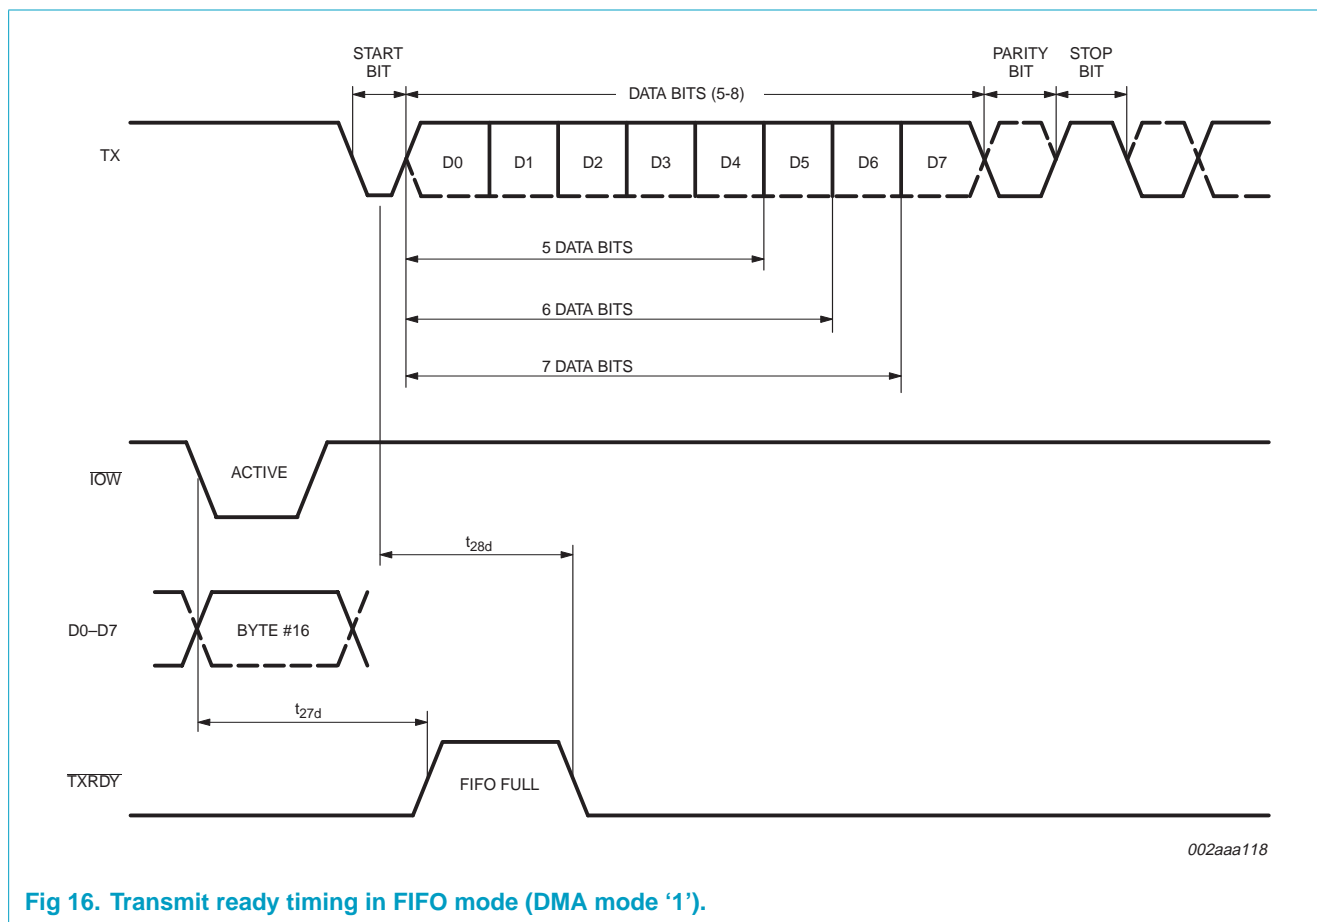 START
BIT
PARITY
BIT
STOP
BIT
DATA BITS (5-8)
TX
D0 D1 D2 D3 D4 D5 D6 D7
5 DATA BITS
6 DATA BITS
7 DATA BITS
IOW
ACTIVE
t28d
D0–D7
BYTE #16
t27d
TXRDY
FIFO FULL
002aaa118
Fig 16. Transmit ready timing in FIFO mode (DMA mode ‘1’).